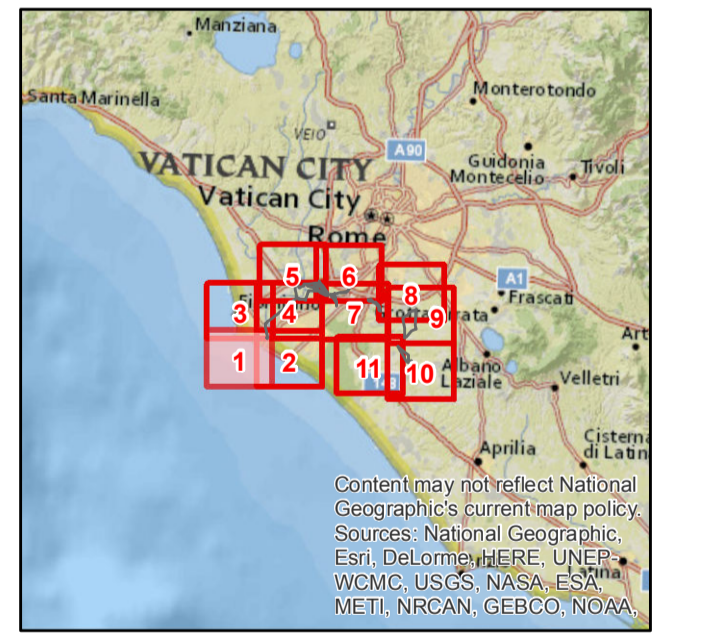 Manziana
Santa Marinella
Monterotondo
VEIO
A90
VATICAN CITY
Guidonia
Montecelio
Tivoli
Vatican City
Rome
5
6
A1
8
Frascati
3
4
7
9
1
2
11
10
Albano
Laziale
Velletri
Art
Aprilia
Cisterna
di Latin
Content may not reflect National
Geographic's current map policy.
Sources: National Geographic,
Esri, DeLorme, HERE, UNEP-
WCMC, USGS, NASA, ESA,
METI, NRCAN, GEBCO, NOAA,
Latina